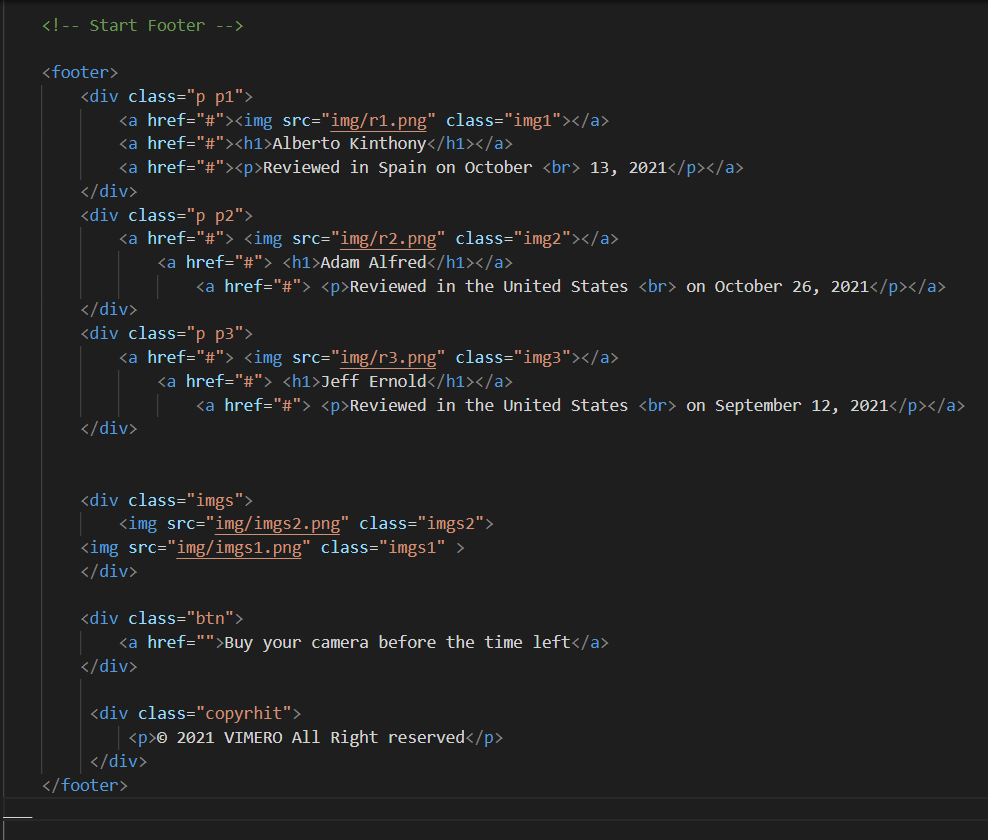 <!-- Start Footer -->
<footer>
<div class="p p1">
<a href="#"><img src="img/r1.png" class="img1"></a>
<a href="#"><h1>Alberto Kinthony</h1></a>
<a href="#"><p>Reviewed in Spain on October <br> 13, 2021</p></a>
</div>
<div class="p p2">
<a href="#"> <img src="img/r2.png" class="img2"></a>
<a href="#"> <h1>Adam Alfred</h1></a>
<a href="#"> <p>Reviewed in the United States <br> on October 26, 2021</p></a>
</div>
<div class="p p3">
<a href="#"> <img src="img/r3.png" class="img3"></a>
<a href="#"> <h1>Jeff Ernold</h1></a>
<a href="#"> <p>Reviewed in the United States <br> on September 12, 2021</p></a>
</div>
<div class="imgs">
<img src="img/imgs2.png" class="imgs2">
<img src="img/imgs1.png" class="imgs1" >
</div>
<div class="btn">
<a href="">Buy your camera before the time left</a>
</div>
<div class="copyrhit">
<p>© 2021 VIMERO All Right reserved</p>
</div>
</footer>